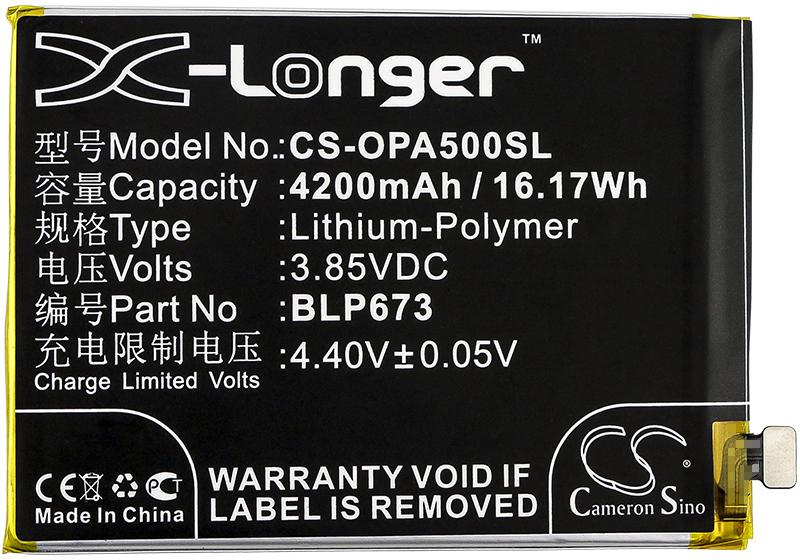 X-Longer™
型号Model No.:CS-OPA500SL
容量Capacity :4200mAh / 16.17Wh
规格Type :Lithium-Polymer
电压Volts :3.85VDC
编号Part No :BLP673
充电限制电压 :4.40V±0.05V
Charge Limited Volts
WARRANTY VOID IF
LABEL IS REMOVED
CE PCT
Made In China
CS ®
Cameron Sino